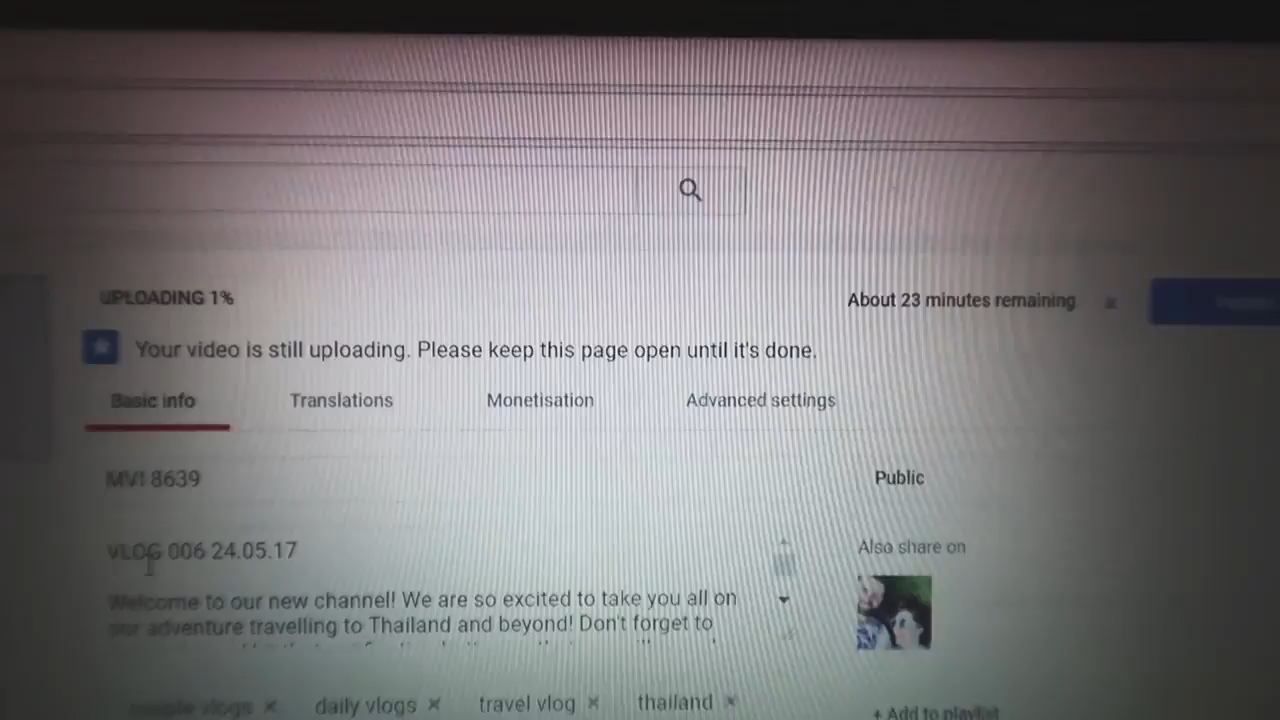 UPLOADING 1%
About 23 minutes remaining
Your video is still uploading. Please keep this page open until it's done.
Basic info Translations Monetisation Advanced settings
MVI 8639
Public
VLOG 006 24.05.17
Also share on
Welcome to our new channel! We are so excited to take you all on
our adventure travelling to Thailand and beyond! Don't forget to
couple vlogs daily vlogs travel vlog thailand
+ Add to playlist